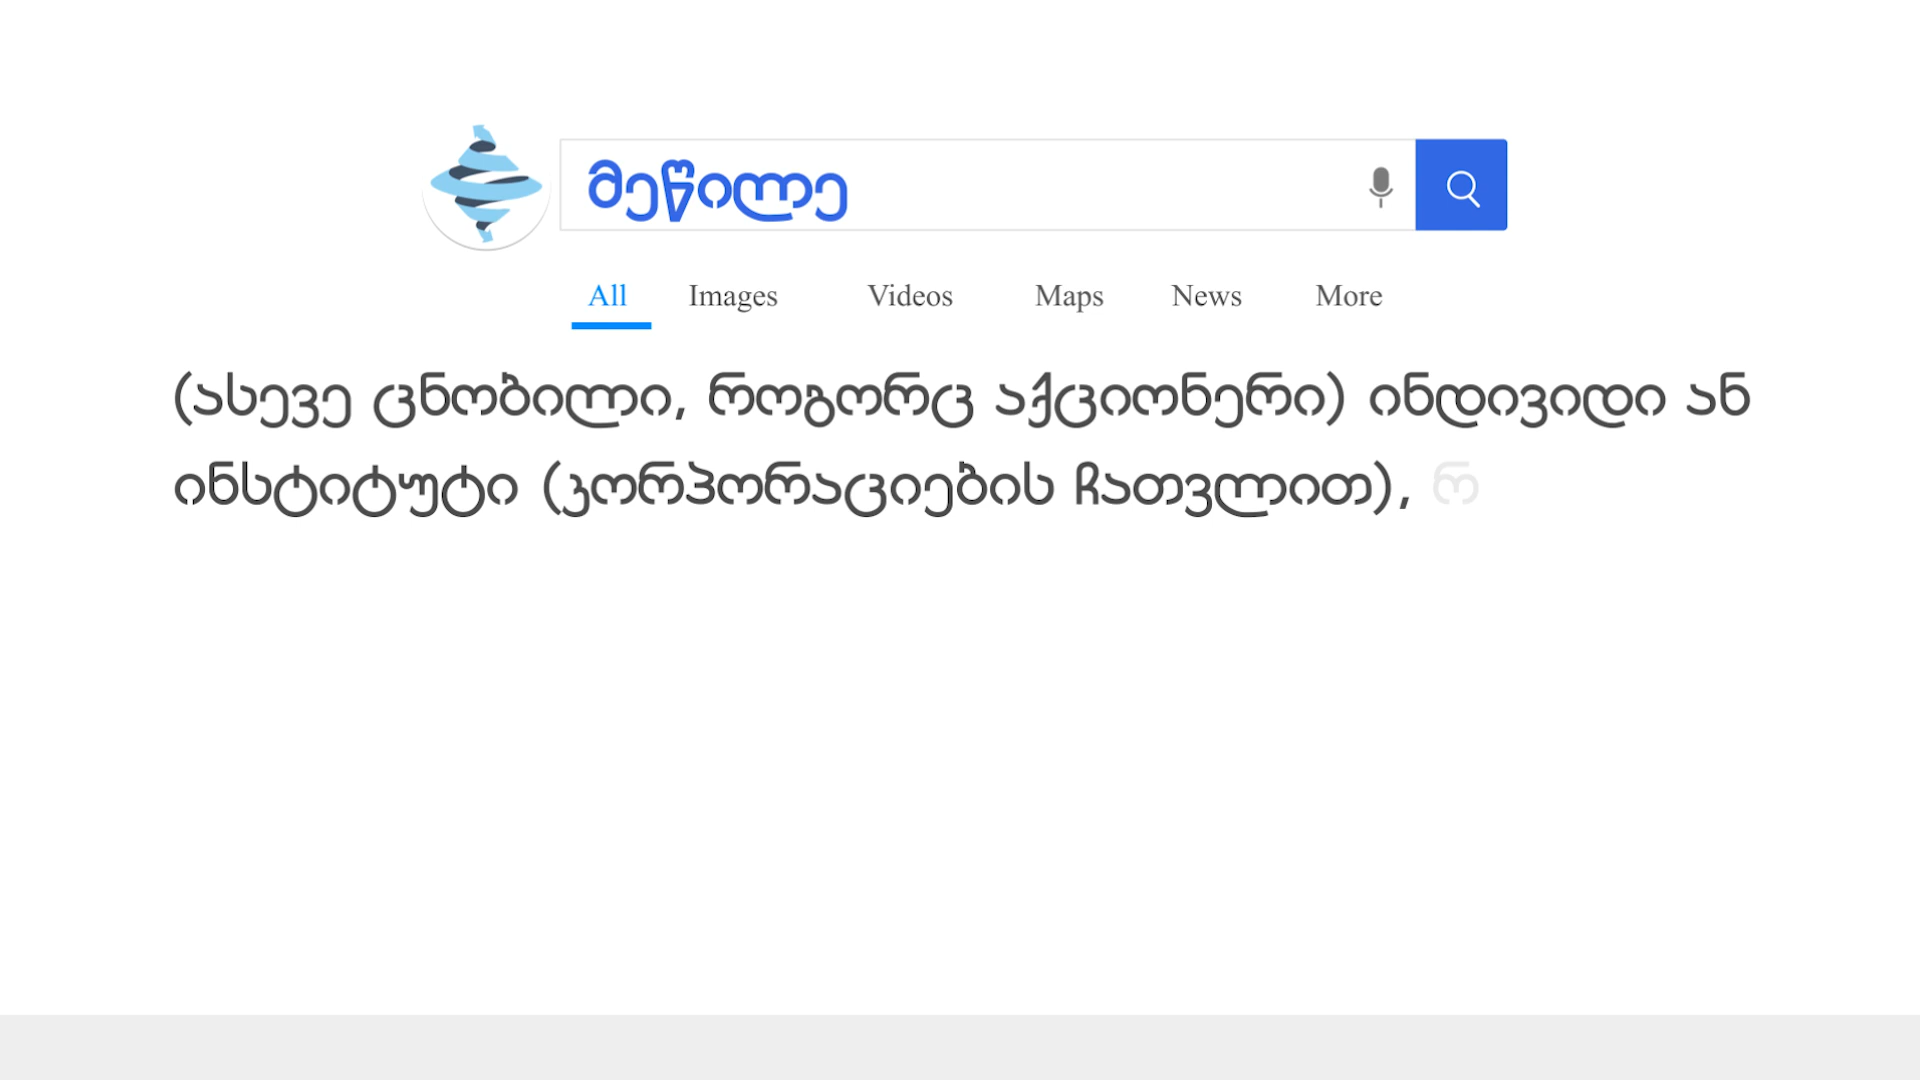 მეწილე
All Images Videos Maps News More
(ასევე ცნობილი, როგორც აქციონერი) ინდივიდი ან
ინსტიტუტი (კორპორაციების ჩათვლით), რ